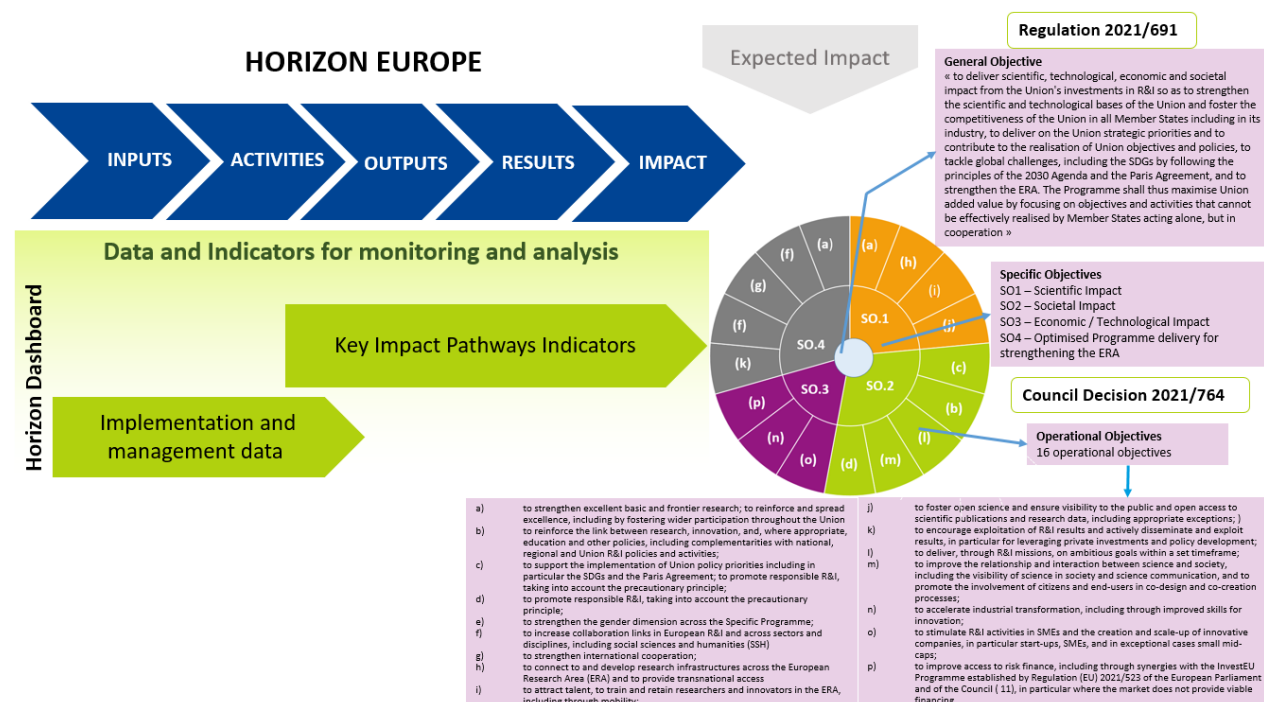 HORIZON EUROPE
Expected Impact
INPUTS
ACTIVITIES
OUTPUTS
RESULTS
IMPACT
Data and Indicators for monitoring and analysis
Horizon Dashboard
Key Impact Pathways Indicators
Implementation and
management data
Regulation 2021/691
General Objective
« to deliver scientific, technological, economic and societal
impact from the Union's investments in R&I so as to strengthen
the scientific and technological bases of the Union and foster the
competitiveness of the Union in all Member States including in its
industry, to deliver on the Union strategic priorities and to
contribute to the realisation of Union objectives and policies, to
tackle global challenges, including the SDGs by following the
principles of the 2030 Agenda and the Paris Agreement, and to
strengthen the ERA. The Programme shall thus maximise Union
added value by focusing on objectives and activities that cannot
be effectively realised by Member States acting alone, but in
cooperation »
Specific Objectives
SO1 – Scientific Impact
SO2 – Societal Impact
SO3 – Economic / Technological Impact
SO4 – Optimised Programme delivery for
strengthening the ERA
Council Decision 2021/764
Operational Objectives
16 operational objectives
(a)
(h)
(i)
(j)
SO.1
(c)
(b)
(l)
(m)
(d)
SO.2
(o)
(n)
(p)
SO.3
(k)
(f)
(g)
(f)
(a)
SO.4
a) to strengthen excellent basic and frontier research; to reinforce and spread
excellence, including by fostering wider participation throughout the Union
b) to reinforce the link between research, innovation, and, where appropriate,
education and other policies, including complementarities with national,
regional and Union R&I policies and activities;
c) to support the implementation of Union policy priorities including in
particular the SDGs and the Paris Agreement; to promote responsible R&I,
taking into account the precautionary principle;
d) to promote responsible R&I, taking into account the precautionary
principle;
e) to strengthen the gender dimension across the Specific Programme;
f) to increase collaboration links in European R&I and across sectors and
disciplines, including social sciences and humanities (SSH)
g) to strengthen international cooperation;
h) to connect to and develop research infrastructures across the European
Research Area (ERA) and to provide transnational access
i) to attract talent, to train and retain researchers and innovators in the ERA,
including through mobility;
j) to foster open science and ensure visibility to the public and open access to
scientific publications and research data, including appropriate exceptions; )
k) to encourage exploitation of R&I results and actively disseminate and exploit
results, in particular for leveraging private investments and policy development;
l) to deliver, through R&I missions, on ambitious goals within a set timeframe;
m) to improve the relationship and interaction between science and society,
including the visibility of science in society and science communication, and to
promote the involvement of citizens and end-users in co-design and co-creation
processes;
n) to accelerate industrial transformation, including through improved skills for
innovation;
o) to stimulate R&I activities in SMEs and the creation and scale-up of innovative
companies, in particular start-ups, SMEs, and in exceptional cases small mid-
caps;
p) to improve access to risk finance, including through synergies with the InvestEU
Programme established by Regulation (EU) 2021/523 of the European Parliament
and of the Council ( 11), in particular where the market does not provide viable
financing